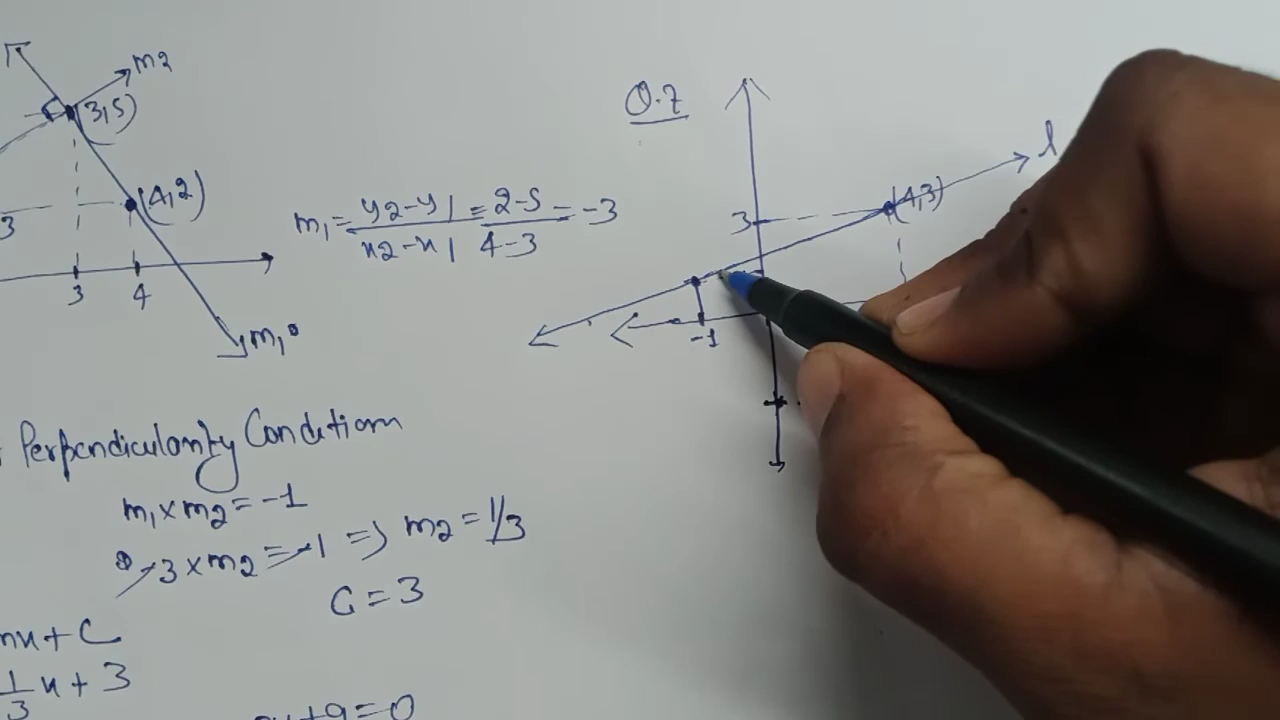 m2
(3,5)
(4,2)
3
3
4
m1
m1 = y2-y1 / x2-x1 = 2-5 / 4-3 = -3
Perpendicularity Condition
m1 x m2 = -1
-3 x m2 = -1 => m2 = 1/3
C = 3
mx + C
1/3 x + 3
+9=0
Q.7
l
(4,3)
3
-1